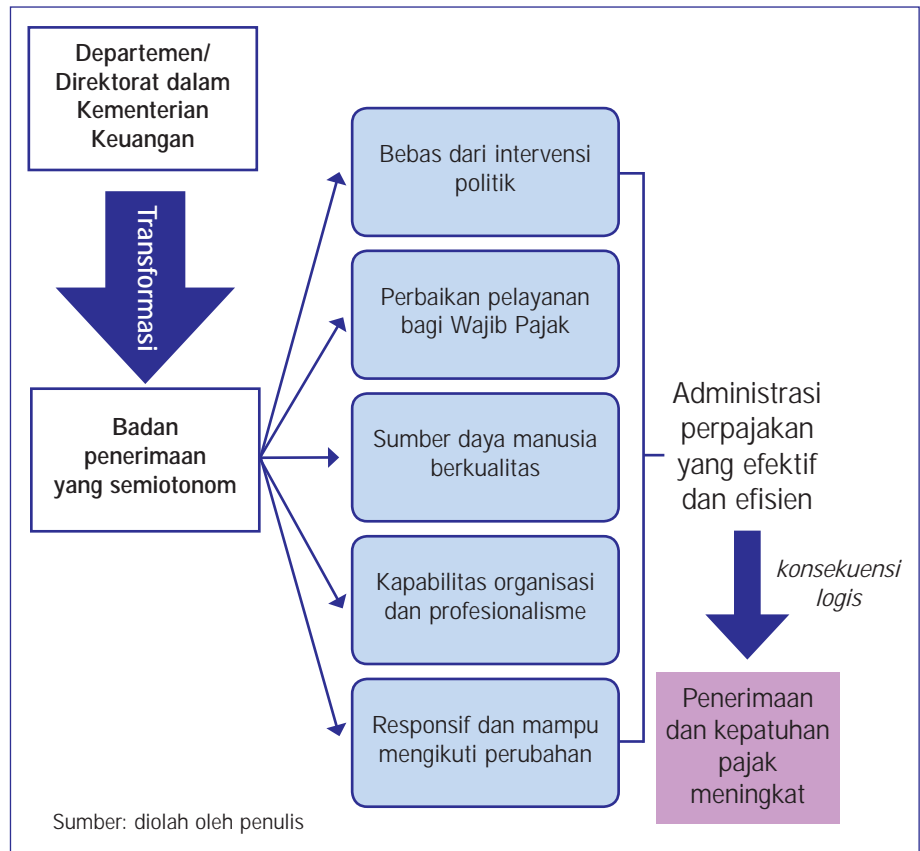 Departemen/
Direktorat dalam
Kementerian
Keuangan
Transformasi
Badan
penerimaan
yang semiotonom
Bebas dari intervensi
politik
Perbaikan pelayanan
bagi Wajib Pajak
Sumber daya manusia
berkualitas
Kapabilitas organisasi
dan profesionalisme
Responsif dan mampu
mengikuti perubahan
Administrasi
perpajakan
yang efektif
dan efisien
konsekuensi
logis
Penerimaan
dan kepatuhan
pajak
meningkat
Sumber: diolah oleh penulis